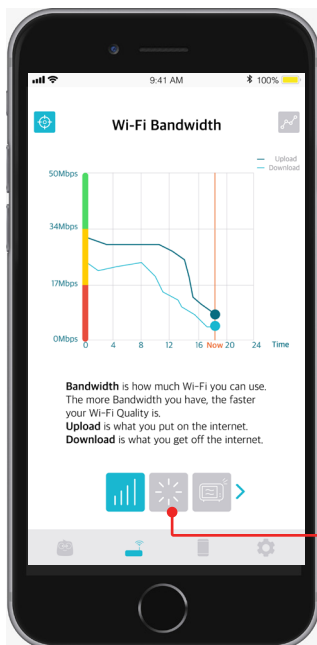 9:41 AM
100%
Wi-Fi Bandwidth
Upload
Download
50Mbps
34Mbps
17Mbps
0Mbps
0 4 8 12 16 Now 20 24 Time
Bandwidth is how much Wi-Fi you can use.
The more Bandwidth you have, the faster
your Wi-Fi Quality is.
Upload is what you put on the internet.
Download is what you get off the internet.